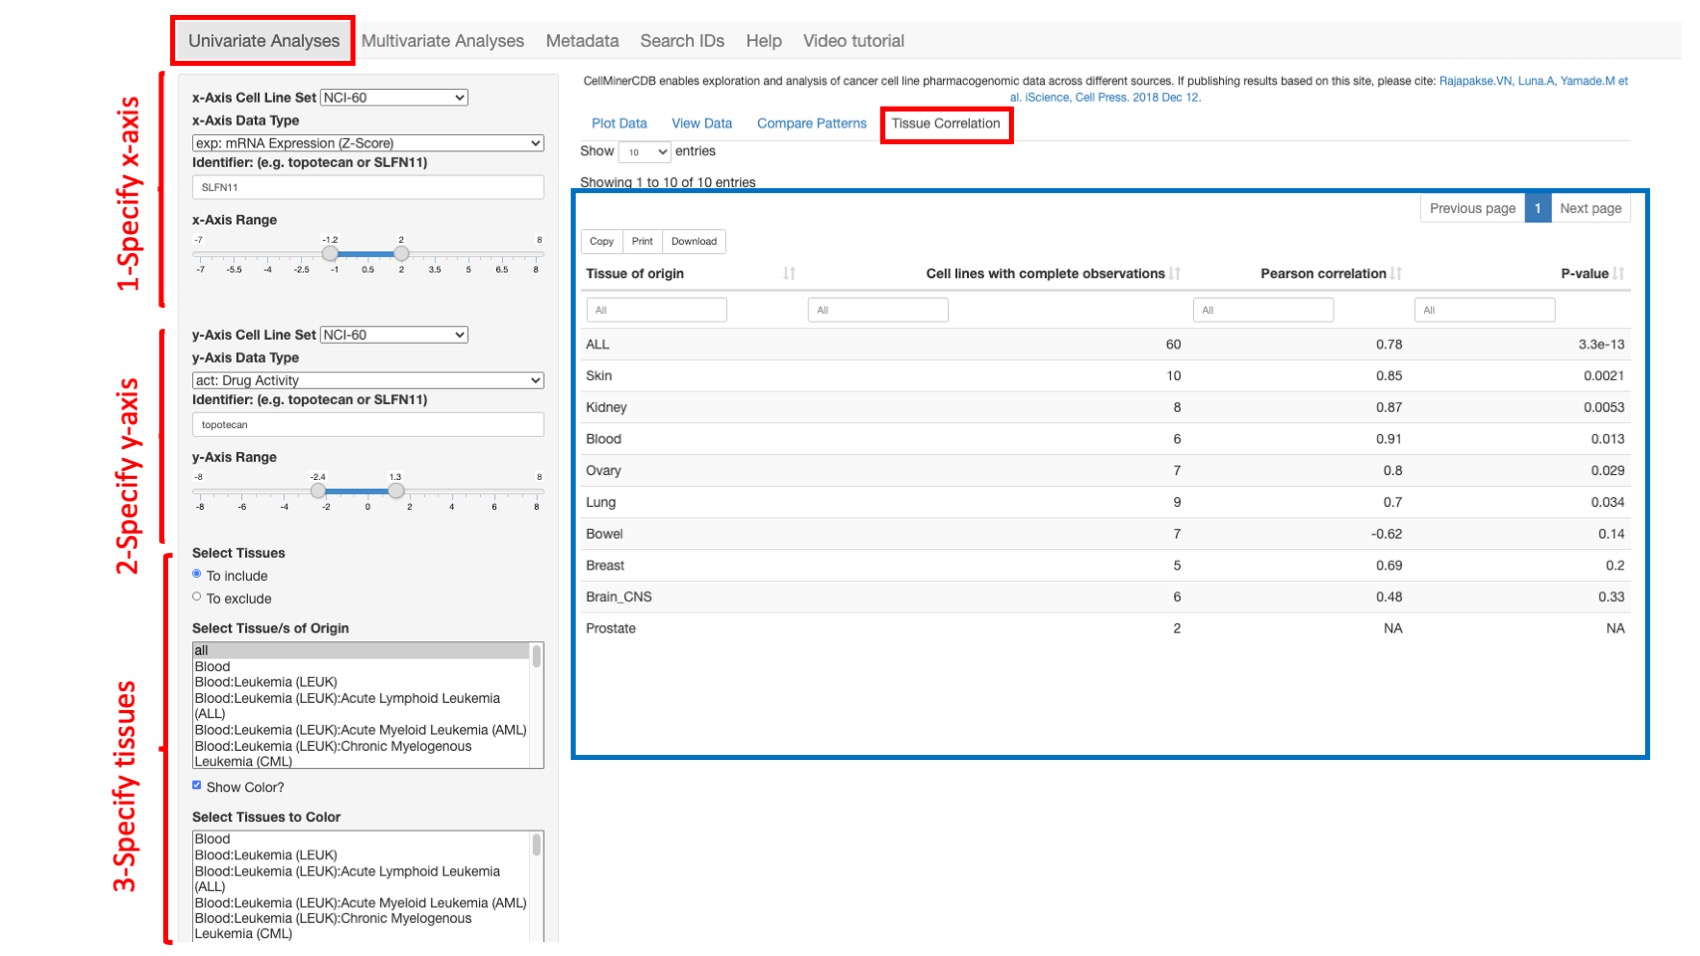 Univariate Analyses Multivariate Analyses Metadata Search IDs Help Video tutorial
1-Specify x-axis
x-Axis Cell Line Set NCI-60
x-Axis Data Type
exp: mRNA Expression (Z-Score)
Identifier: (e.g. topotecan or SLFN11)
SLFN11
x-Axis Range
-7 -1.2 2 8
-7 -5.5 -4 -2.5 -1 0.5 2 3.5 5 6.5 8
2-Specify y-axis
y-Axis Cell Line Set NCI-60
y-Axis Data Type
act: Drug Activity
Identifier: (e.g. topotecan or SLFN11)
topotecan
y-Axis Range
-8 -2.4 1.3 8
-8 -6 -4 -2 0 2 4 6 8
3-Specify tissues
Select Tissues
To include
To exclude
Select Tissue/s of Origin
all
Blood
Blood:Leukemia (LEUK)
Blood:Leukemia (LEUK):Acute Lymphoid Leukemia
(ALL)
Blood:Leukemia (LEUK):Acute Myeloid Leukemia (AML)
Blood:Leukemia (LEUK):Chronic Myelogenous
Leukemia (CML)
Show Color?
Select Tissues to Color
Blood
Blood:Leukemia (LEUK)
Blood:Leukemia (LEUK):Acute Lymphoid Leukemia
(ALL)
Blood:Leukemia (LEUK):Acute Myeloid Leukemia (AML)
Blood:Leukemia (LEUK):Chronic Myelogenous
Leukemia (CML)
CellMinerCDB enables exploration and analysis of cancer cell line pharmacogenomic data across different sources. If publishing results based on this site, please cite: Rajapakse.VN, Luna.A, Yamade.M et
al. iScience, Cell Press. 2018 Dec 12.
Plot Data View Data Compare Patterns Tissue Correlation
Show 10 entries
Showing 1 to 10 of 10 entries
Previous page 1 Next page
Copy Print Download
Tissue of origin Cell lines with complete observations Pearson correlation P-value
All All All All
ALL 60 0.78 3.3e-13
Skin 10 0.85 0.0021
Kidney 8 0.87 0.0053
Blood 6 0.91 0.013
Ovary 7 0.8 0.029
Lung 9 0.7 0.034
Bowel 7 -0.62 0.14
Breast 5 0.69 0.2
Brain_CNS 6 0.48 0.33
Prostate 2 NA NA